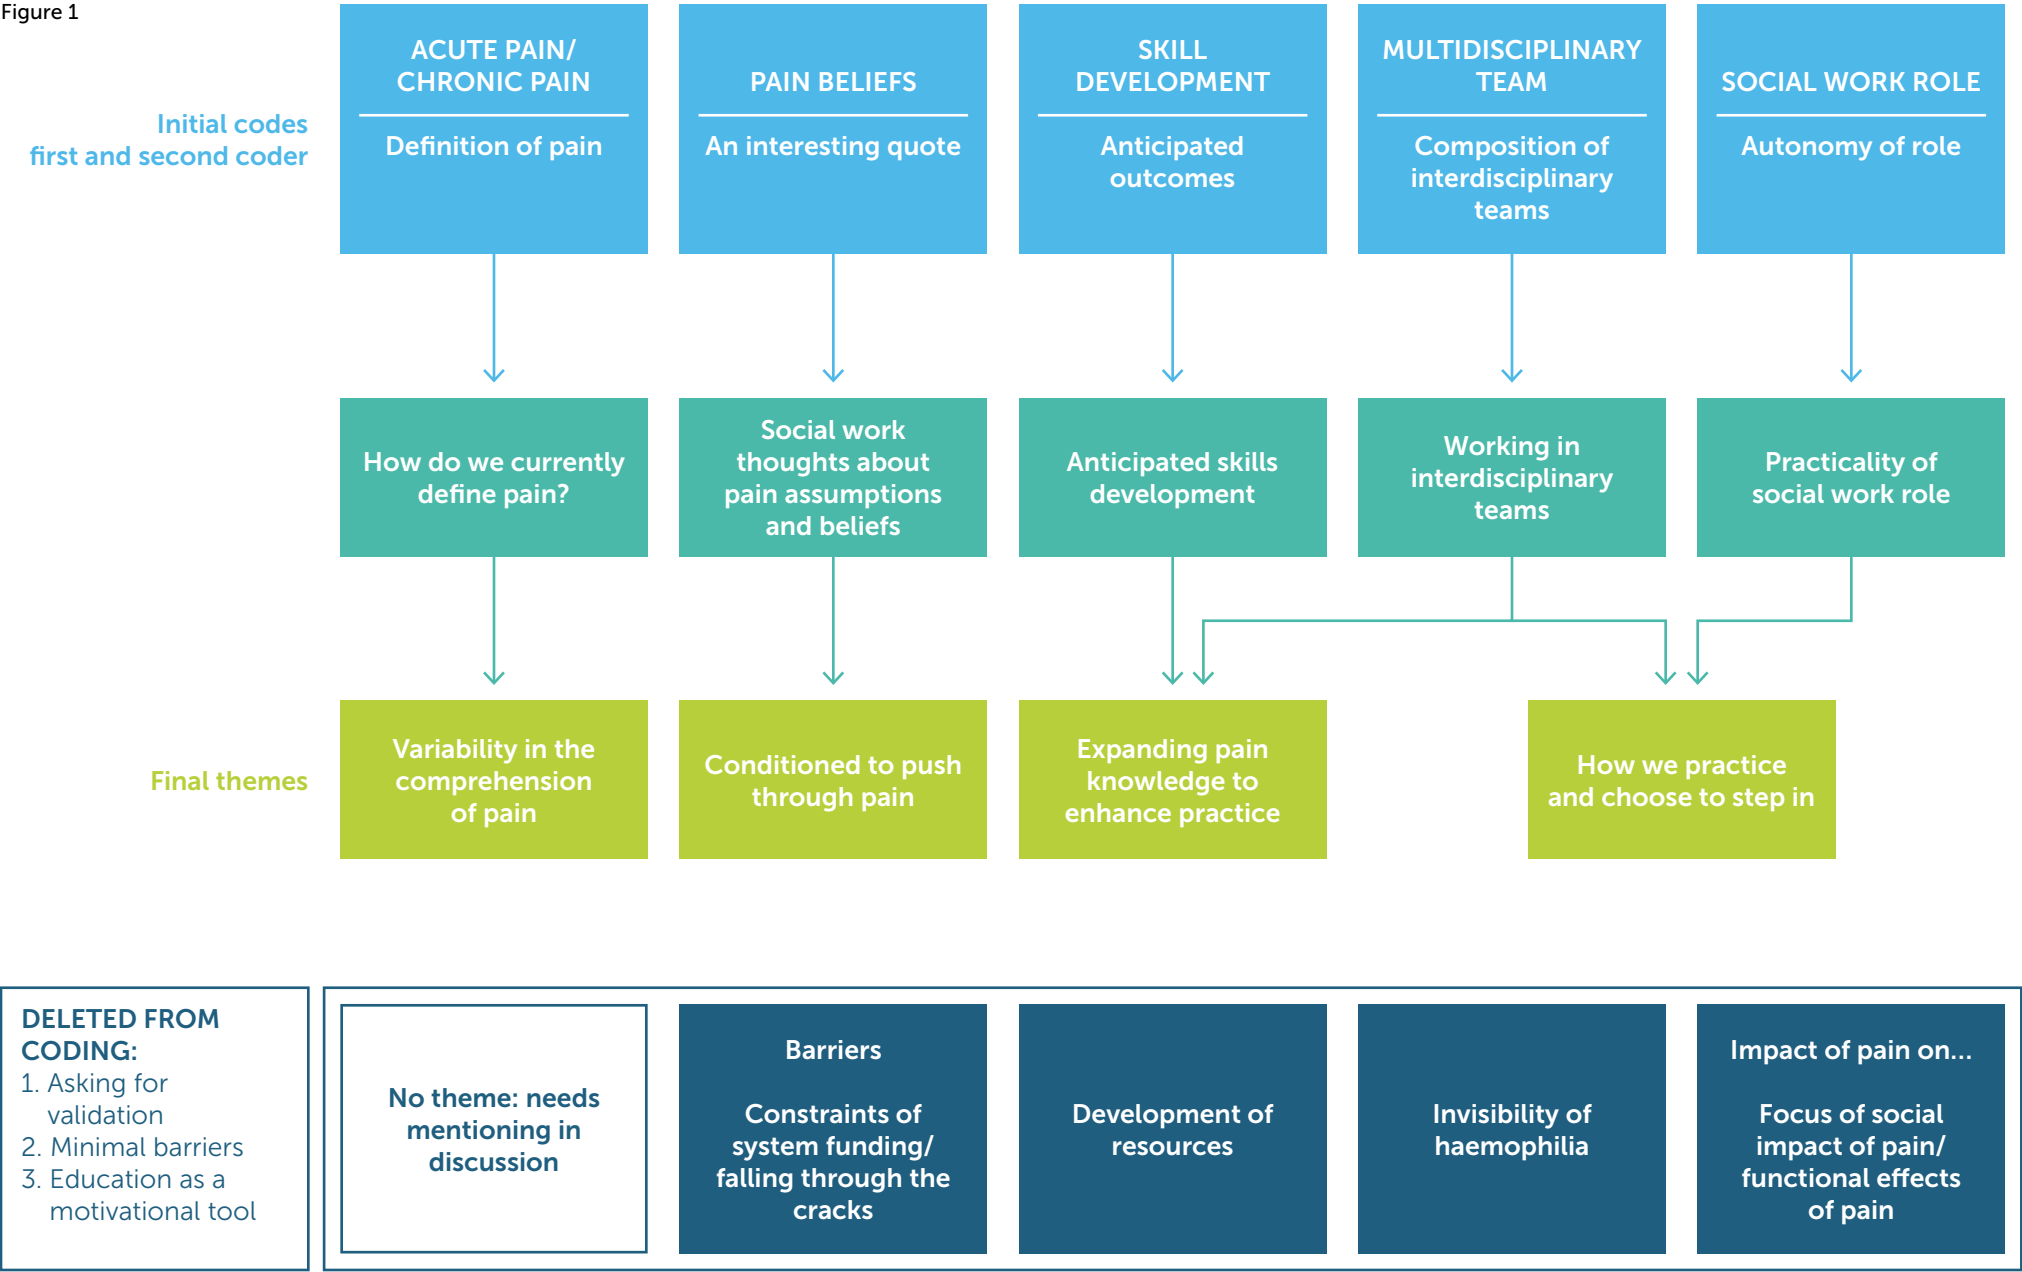 Figure 1
Initial codes
first and second coder
ACUTE PAIN/
CHRONIC PAIN
Definition of pain
PAIN BELIEFS
An interesting quote
SKILL
DEVELOPMENT
Anticipated
outcomes
MULTIDISCIPLINARY
TEAM
Composition of
interdisciplinary
teams
SOCIAL WORK ROLE
Autonomy of role
How do we currently
define pain?
Social work
thoughts about
pain assumptions
and beliefs
Anticipated skills
development
Working in
interdisciplinary
teams
Practicality of
social work role
Final themes
Variability in the
comprehension
of pain
Conditioned to push
through pain
Expanding pain
knowledge to
enhance practice
How we practice
and choose to step in
DELETED FROM
CODING:
1. Asking for
validation
2. Minimal barriers
3. Education as a
motivational tool
No theme: needs
mentioning in
discussion
Barriers
Constraints of
system funding/
falling through the
cracks
Development of
resources
Invisibility of
haemophilia
Impact of pain on...
Focus of social
impact of pain/
functional effects
of pain